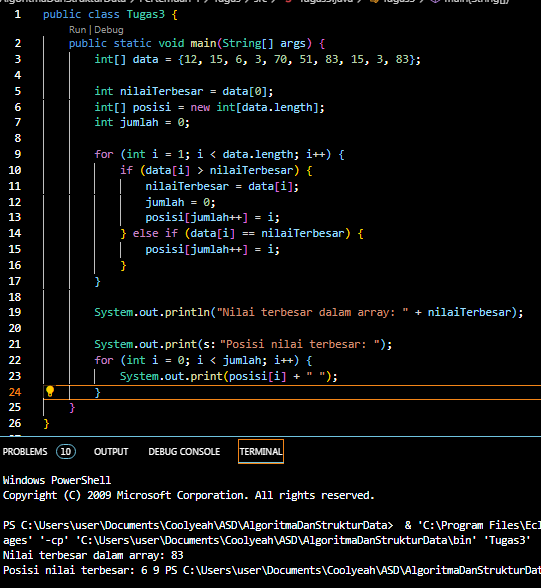 AlgoritmaDanStrukturData > Pertemuan > Tugas > src > Tugas3.java > Tugas3 > main(String[])
1 public class Tugas3 {
Run | Debug
2 public static void main(String[] args) {
3 int[] data = {12, 15, 6, 3, 70, 51, 83, 15, 3, 83};
4
5 int nilaiTerbesar = data[0];
6 int[] posisi = new int[data.length];
7 int jumlah = 0;
8
9 for (int i = 1; i < data.length; i++) {
10 if (data[i] > nilaiTerbesar) {
11 nilaiTerbesar = data[i];
12 jumlah = 0;
13 posisi[jumlah++] = i;
14 } else if (data[i] == nilaiTerbesar) {
15 posisi[jumlah++] = i;
16 }
17 }
18
19 System.out.println("Nilai terbesar dalam array: " + nilaiTerbesar);
20
21 System.out.print(s: "Posisi nilai terbesar: ");
22 for (int i = 0; i < jumlah; i++) {
23 System.out.print(posisi[i] + " ");
24 }
25 }
26 }
PROBLEMS 10 OUTPUT DEBUG CONSOLE TERMINAL
Windows PowerShell
Copyright (C) 2009 Microsoft Corporation. All rights reserved.
PS C:\Users\user\Documents\Coolyeah\ASD\AlgoritmaDanStrukturData> & 'C:\Program Files\Ecl
ages' '-cp' 'C:\Users\user\Documents\Coolyeah\ASD\AlgoritmaDanStrukturData\bin' 'Tugas3'
Nilai terbesar dalam array: 83
Posisi nilai terbesar: 6 9 PS C:\Users\user\Documents\Coolyeah\ASD\AlgoritmaDanStrukturDat